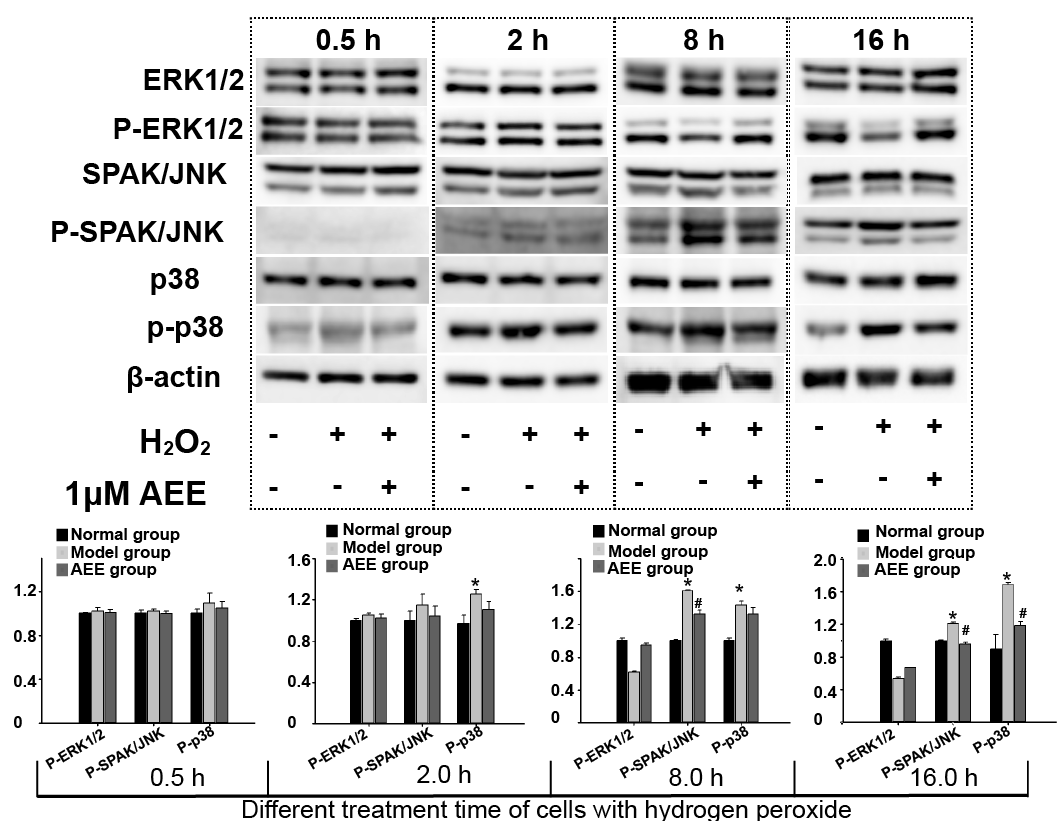 0.5 h 2 h 8 h 16 h
ERK1/2
P-ERK1/2
SPAK/JNK
P-SPAK/JNK
p38
p-p38
β-actin
H₂O₂ - + + - + + - + + - + +
1μM AEE - - + - - + - - + - - +
Normal group
Model group
AEE group
1.2
0.8
0.4
0
P-ERK1/2
P-SPAK/JNK
P-p38
0.5 h
Normal group
Model group
AEE group
1.6
1.2
0.8
0.4
0
*
P-ERK1/2
P-SPAK/JNK
P-p38
2.0 h
Normal group
Model group
AEE group
1.6
1.2
0.8
0.4
0
* # *
P-ERK1/2
P-SPAK/JNK
P-p38
8.0 h
Normal group
Model group
AEE group
2.0
1.6
1.2
0.8
0.4
0
* # * #
P-ERK1/2
P-SPAK/JNK
P-p38
16.0 h
Different treatment time of cells with hydrogen peroxide